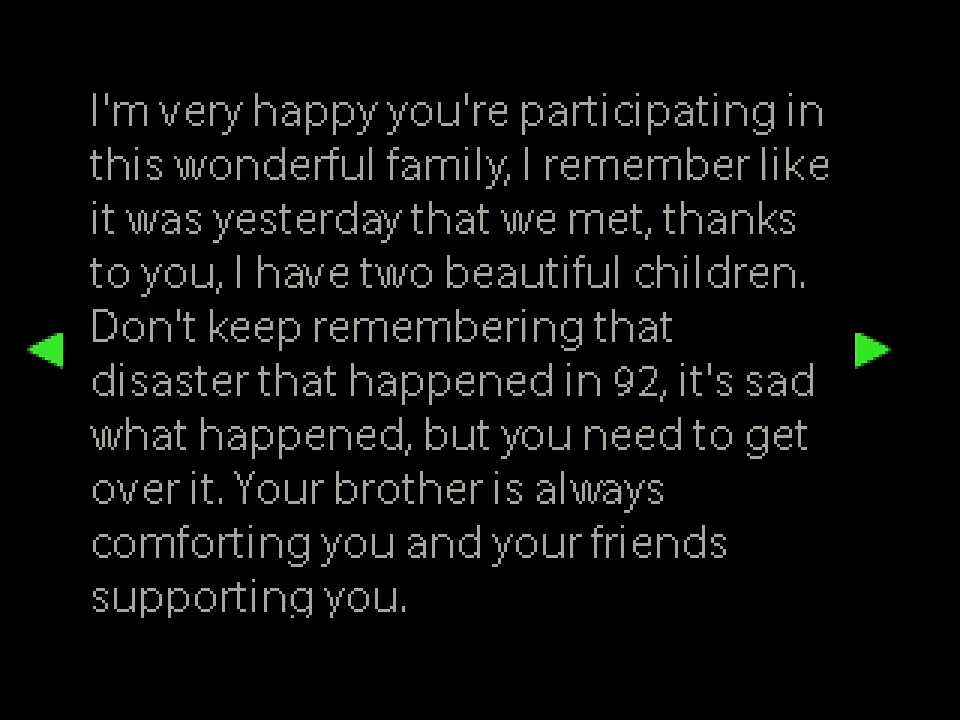 I'm very happy you're participating in
this wonderful family, I remember like
it was yesterday that we met, thanks
to you, I have two beautiful children.
Don't keep remembering that
disaster that happened in 92, it's sad
what happened, but you need to get
over it. Your brother is always
comforting you and your friends
supporting you.